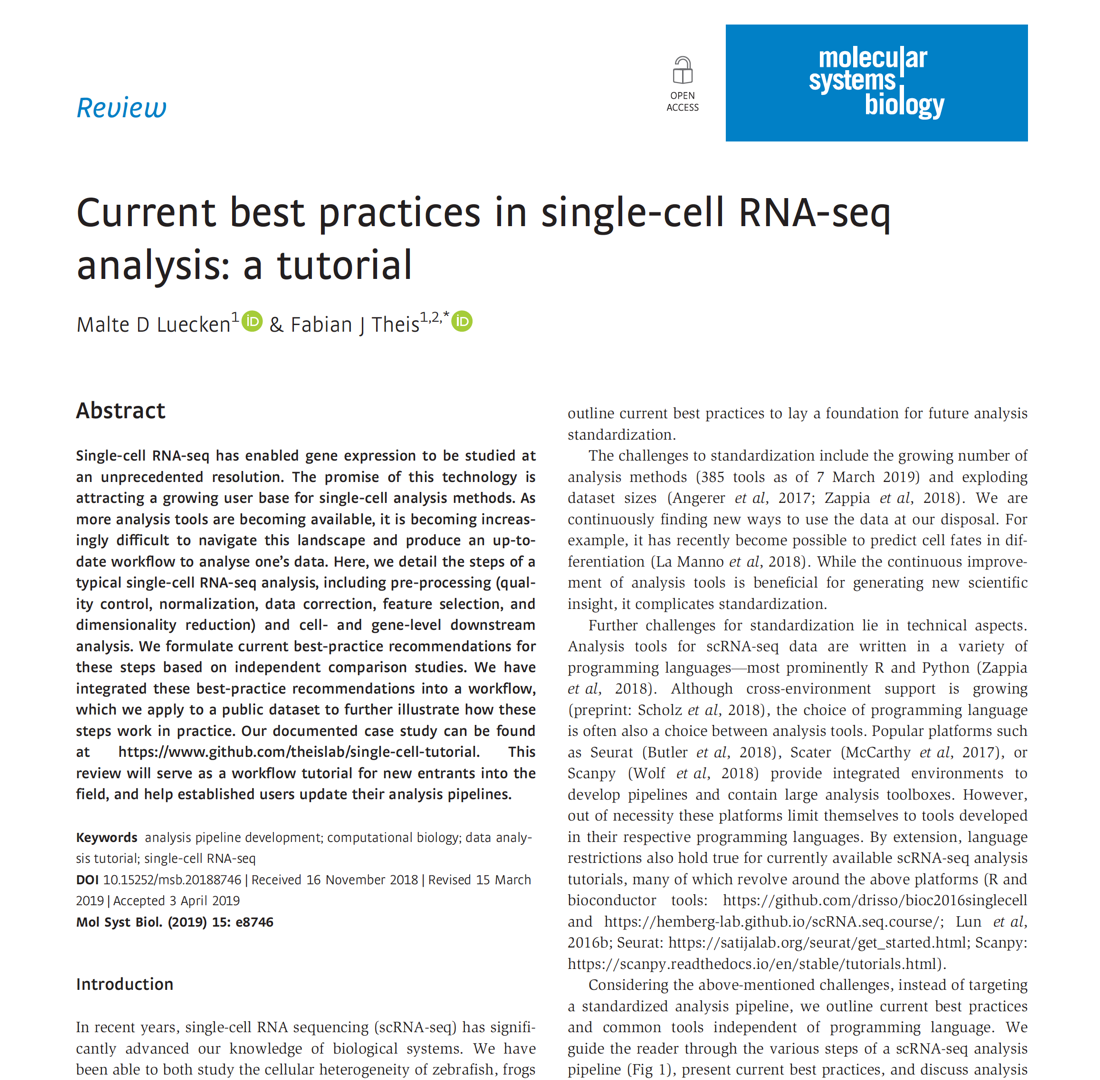 Review
OPEN
ACCESS
molecular
systems
biology
Current best practices in single-cell RNA-seq
analysis: a tutorial
Malte D Luecken1 iD & Fabian J Theis1,2,* iD
Abstract
Single-cell RNA-seq has enabled gene expression to be studied at
an unprecedented resolution. The promise of this technology is
attracting a growing user base for single-cell analysis methods. As
more analysis tools are becoming available, it is becoming increas-
ingly difficult to navigate this landscape and produce an up-to-
date workflow to analyse one's data. Here, we detail the steps of a
typical single-cell RNA-seq analysis, including pre-processing (qual-
ity control, normalization, data correction, feature selection, and
dimensionality reduction) and cell- and gene-level downstream
analysis. We formulate current best-practice recommendations for
these steps based on independent comparison studies. We have
integrated these best-practice recommendations into a workflow,
which we apply to a public dataset to further illustrate how these
steps work in practice. Our documented case study can be found
at https://www.github.com/theislab/single-cell-tutorial. This
review will serve as a workflow tutorial for new entrants into the
field, and help established users update their analysis pipelines.
Keywords analysis pipeline development; computational biology; data analy-
sis tutorial; single-cell RNA-seq
DOI 10.15252/msb.20188746 | Received 16 November 2018 | Revised 15 March
2019 | Accepted 3 April 2019
Mol Syst Biol. (2019) 15: e8746
Introduction
In recent years, single-cell RNA sequencing (scRNA-seq) has signifi-
cantly advanced our knowledge of biological systems. We have
been able to both study the cellular heterogeneity of zebrafish, frogs
outline current best practices to lay a foundation for future analysis
standardization.
The challenges to standardization include the growing number of
analysis methods (385 tools as of 7 March 2019) and exploding
dataset sizes (Angerer et al, 2017; Zappia et al, 2018). We are
continuously finding new ways to use the data at our disposal. For
example, it has recently become possible to predict cell fates in dif-
ferentiation (La Manno et al, 2018). While the continuous improve-
ment of analysis tools is beneficial for generating new scientific
insight, it complicates standardization.
Further challenges for standardization lie in technical aspects.
Analysis tools for scRNA-seq data are written in a variety of
programming languages—most prominently R and Python (Zappia
et al, 2018). Although cross-environment support is growing
(preprint: Scholz et al, 2018), the choice of programming language
is often also a choice between analysis tools. Popular platforms such
as Seurat (Butler et al, 2018), Scater (McCarthy et al, 2017), or
Scanpy (Wolf et al, 2018) provide integrated environments to
develop pipelines and contain large analysis toolboxes. However,
out of necessity these platforms limit themselves to tools developed
in their respective programming languages. By extension, language
restrictions also hold true for currently available scRNA-seq analysis
tutorials, many of which revolve around the above platforms (R and
bioconductor tools: https://github.com/drisso/bioc2016singlecell
and https://hemberg-lab.github.io/scRNA.seq.course/; Lun et al,
2016b; Seurat: https://satijalab.org/seurat/get_started.html; Scanpy:
https://scanpy.readthedocs.io/en/stable/tutorials.html).
Considering the above-mentioned challenges, instead of targeting
a standardized analysis pipeline, we outline current best practices
and common tools independent of programming language. We
guide the reader through the various steps of a scRNA-seq analysis
pipeline (Fig 1), present current best practices, and discuss analysis